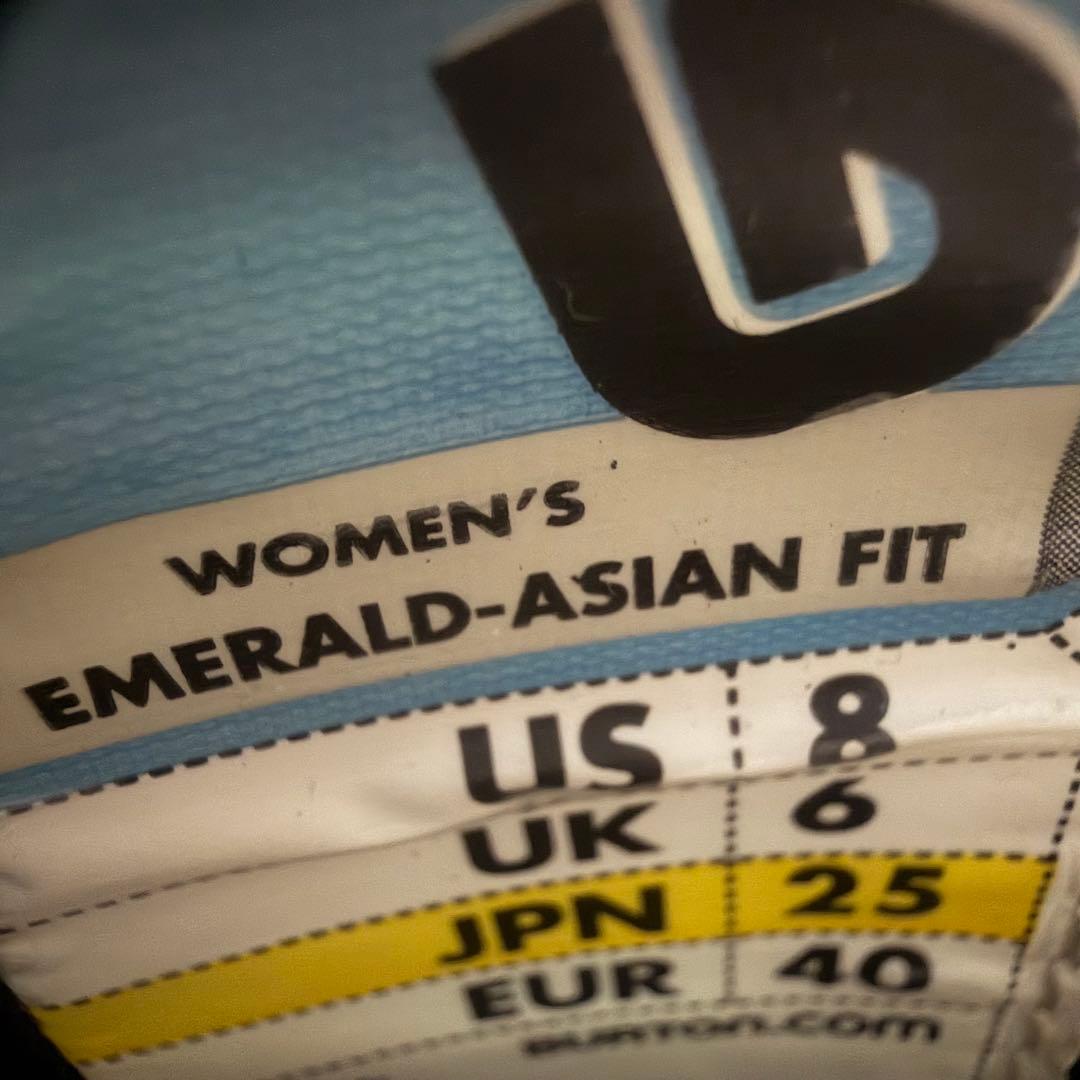 WOMEN'S
EMERALD-ASIAN FIT
US 8
UK 6
JPN 25
EUR 40
BURTON.COM